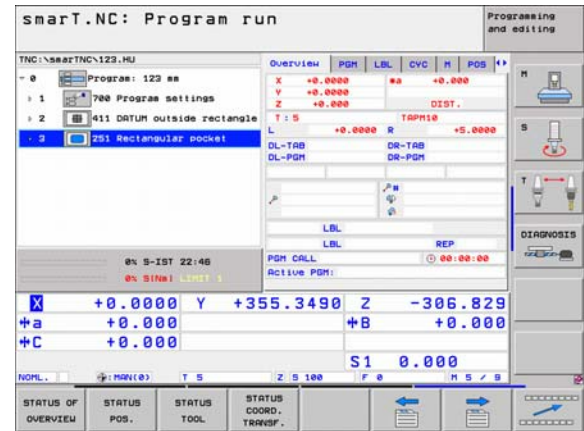 smarT.NC: Program run
Programming and editing
TNC:\smarTNC\123.HU
0 Program: 123 mm
1 700 Program settings
2 411 DATUM outside rectangle
3 251 Rectangular pocket
0% S-IST 22:46
0% S[Nm] LIMIT 1
Overview PGM LBL CYC M POS
X +0.0000 *a +0.000
Y +0.0000
Z +0.000 DIST.
T : 5 TAPM10
L +0.0000 R +5.0000
DL-TAB DR-TAB
DL-PGM DR-PGM
LBL
LBL REP
PGM CALL 00:00:00
Active PGM:
X +0.000 Y +355.3490 Z -306.829
*a +0.000 *B +0.000
*C +0.000
S1 0.000
NOML. MAN(0) T 5 Z S 100 F 0 M 5 / 9
M
S
T
DIAGNOSIS
STATUS OF OVERVIEW
STATUS POS.
STATUS TOOL
STATUS COORD. TRANSF.